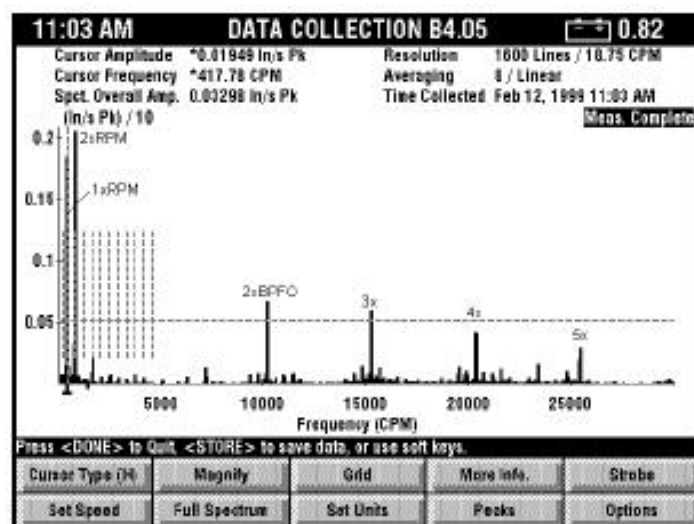 11:03 AM DATA COLLECTION B4.05 0.82
Cursor Amplitude *0.01949 In/s Pk Resolution 1600 Lines / 18.75 CPM
Cursor Frequency *417.78 CPM Averaging 8 / Linear
Spct. Overall Amp. 0.03298 In/s Pk Time Collected Feb 12, 1999 11:03 AM
(In/s Pk) / 10 Meas. Complete
0.2 2xRPM
0.15 1xRPM
0.1
2xBPFO 3x 4x 5x
0.05
5000 10000 15000 20000 25000
Frequency (CPM)
Press <DONE> to Quit, <STORE> to save data, or use soft keys.
Cursor Type (H) Magnify Grid More Info. Strobe
Set Speed Full Spectrum Set Units Peaks Options